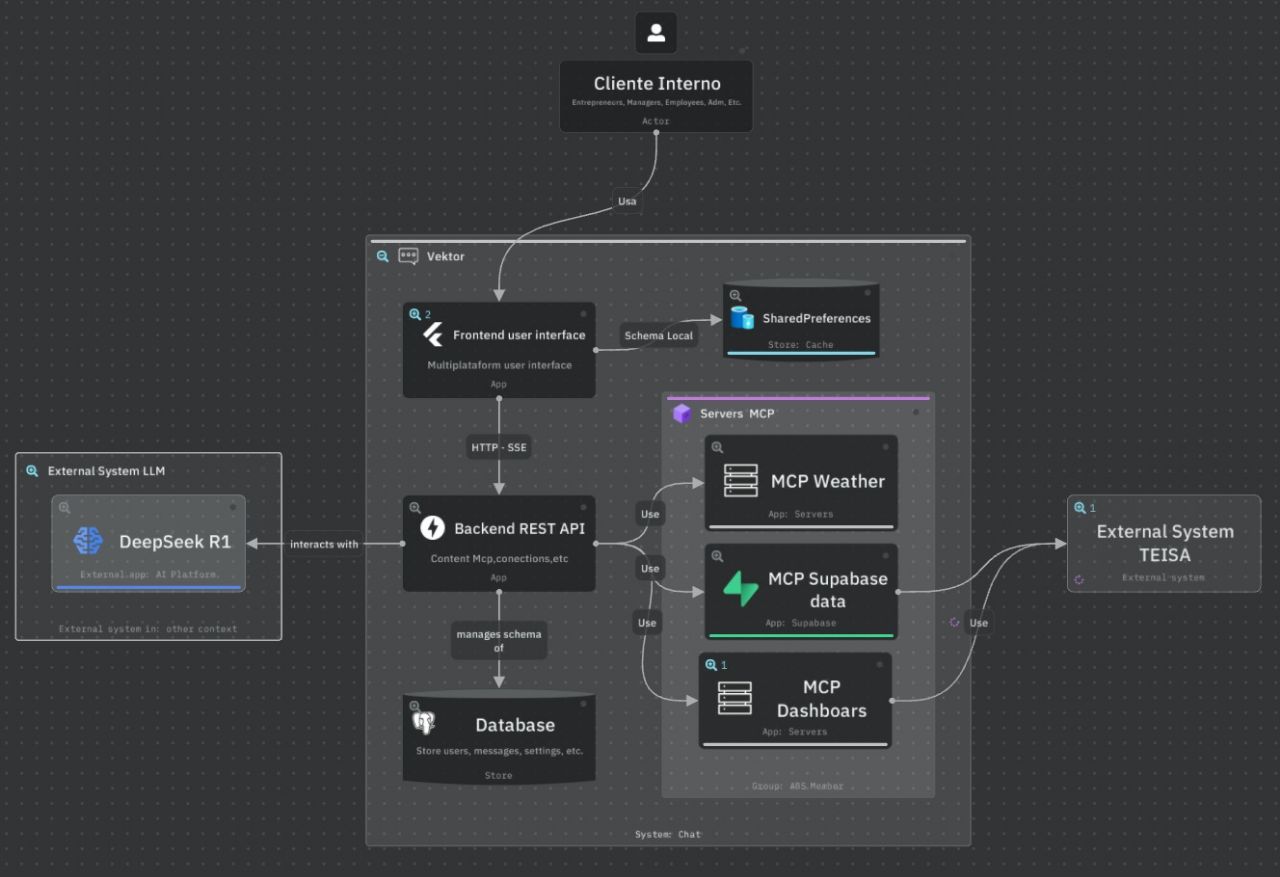 Cliente Interno
Entrepreneurs, Managers, Employees, Adm, Etc.
Actor
Usa
Vektor
2
Frontend user interface
Multiplataform user interface
App
Schema Local
SharedPreferences
Store: Cache
HTTP - SSE
Servers MCP
MCP Weather
App: Servers
External System LLM
DeepSeek R1
External app: AI Platform.
External system in: other context
interacts with
Backend REST API
Content Mcp,conections,etc
App
Use
Use
Use
MCP Supabase
data
App: Supabase
1
External System
TEISA
External system
Use
manages schema
of
1
MCP
Dashboars
App: Servers
Database
Store users, messages, settings, etc.
Store
Group: ABS.Member
System: Chat